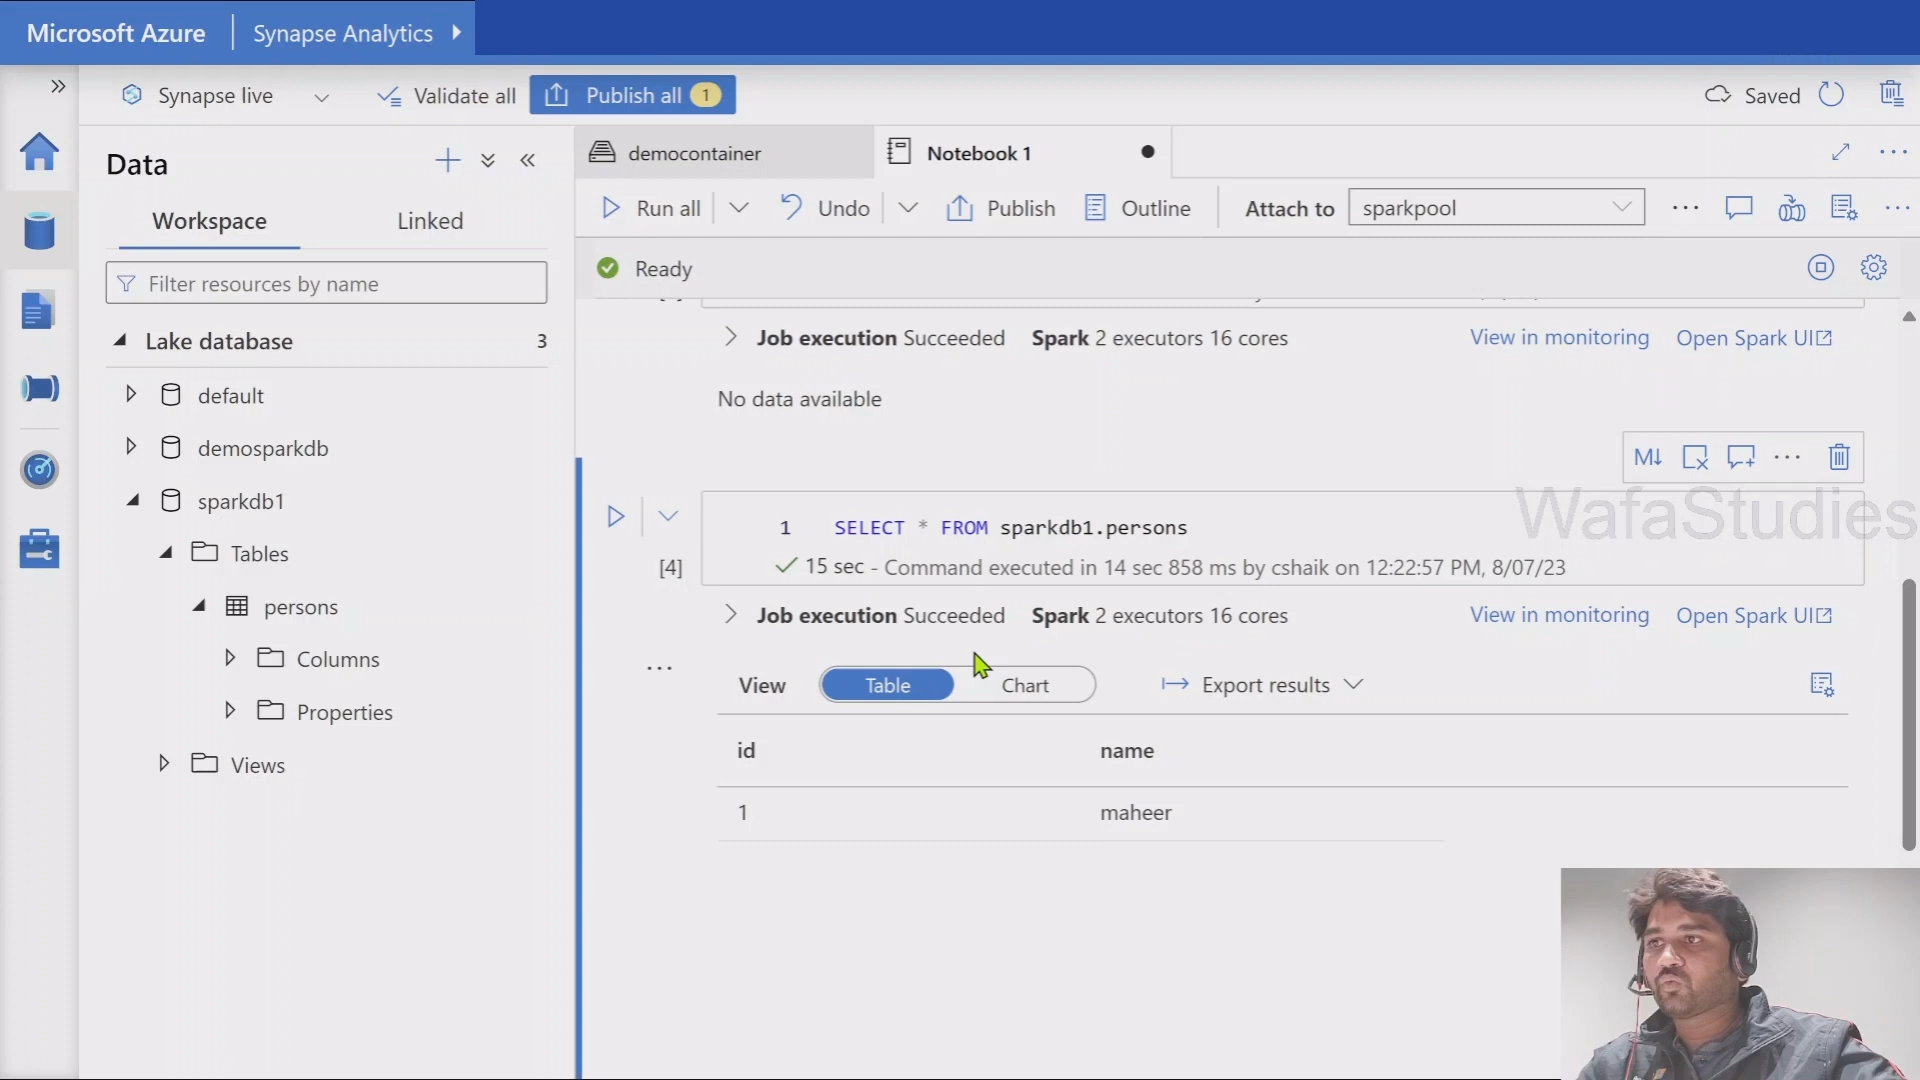 Microsoft Azure
Synapse Analytics
Synapse live
Validate all
Publish all 1
Saved
Data
Workspace
Linked
Filter resources by name
Lake database 3
default
demosparkdb
sparkdb1
Tables
persons
Columns
Properties
Views
democontainer
Notebook 1
Run all
Undo
Publish
Outline
Attach to
sparkpool
Ready
Job execution Succeeded Spark 2 executors 16 cores
View in monitoring
Open Spark UI
No data available
M↓
WafaStudies
1 SELECT * FROM sparkdb1.persons
[4]
15 sec - Command executed in 14 sec 858 ms by cshaik on 12:22:57 PM, 8/07/23
Job execution Succeeded Spark 2 executors 16 cores
View in monitoring
Open Spark UI
View
Table
Chart
Export results
id name
1 maheer